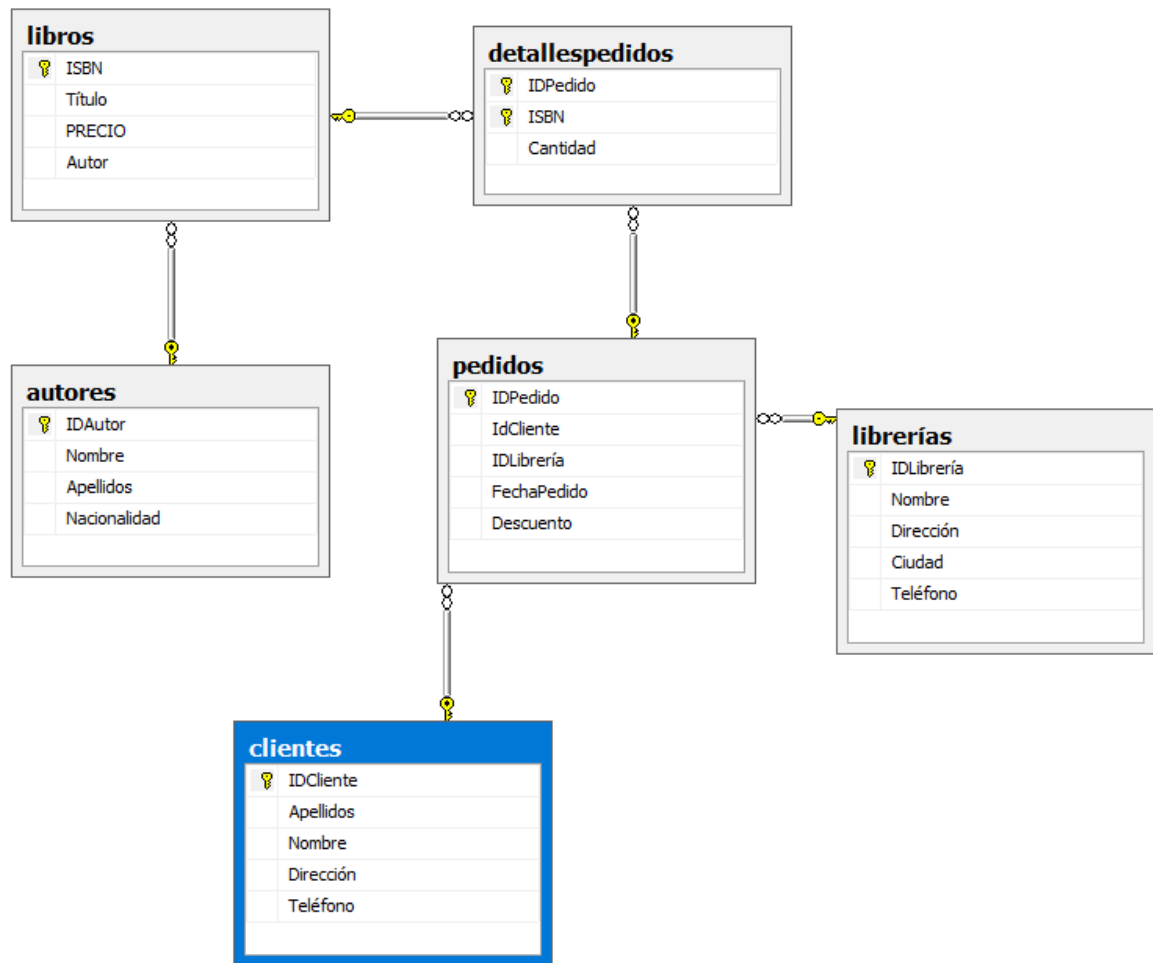 libros
ISBN
Título
PRECIO
Autor
detallespedidos
IDPedido
ISBN
Cantidad
autores
IDAutor
Nombre
Apellidos
Nacionalidad
pedidos
IDPedido
IdCliente
IDLibrería
FechaPedido
Descuento
librerías
IDLibrería
Nombre
Dirección
Ciudad
Teléfono
clientes
IDCliente
Apellidos
Nombre
Dirección
Teléfono